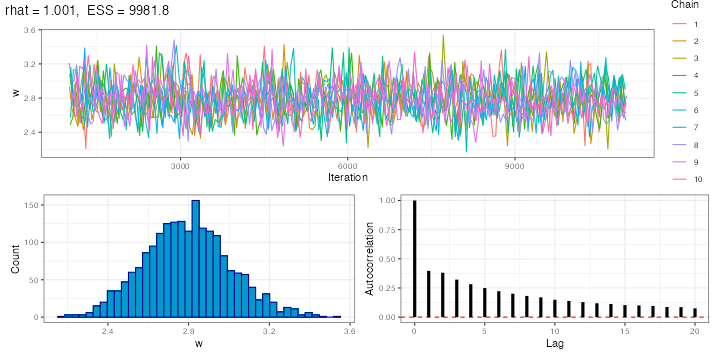 rhat = 1.001, ESS = 9981.8
Chain
1
2
3
4
5
6
7
8
9
10
w
3.6
3.2
2.8
2.4
3000 6000 9000
Iteration
Count
150
100
50
0
2.4 2.8 3.2 3.6
w
Autocorrelation
1.00
0.75
0.50
0.25
0.00
0 5 10 15 20
Lag